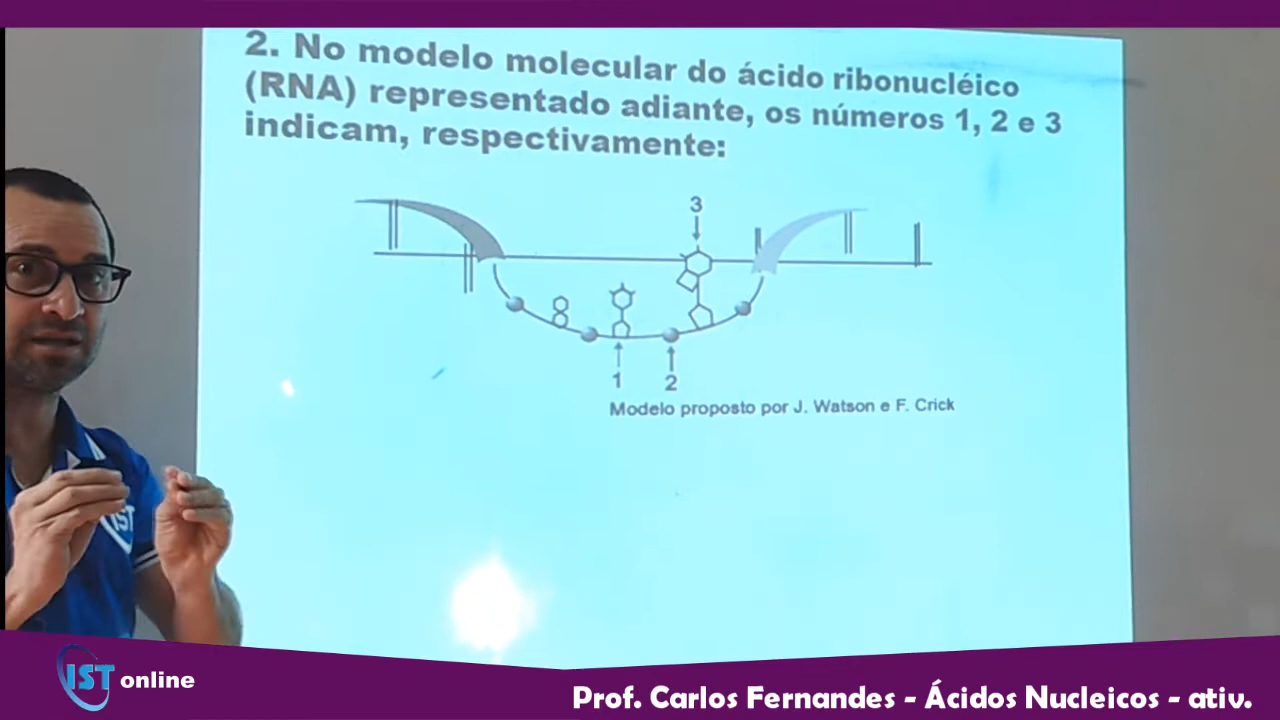 2. No modelo molecular do ácido ribonucléico
(RNA) representado adiante, os números 1, 2 e 3
indicam, respectivamente:
3
1
2
Modelo proposto por J. Watson e F. Crick
IST
IST online
Prof. Carlos Fernandes - Ácidos Nucleicos - ativ.